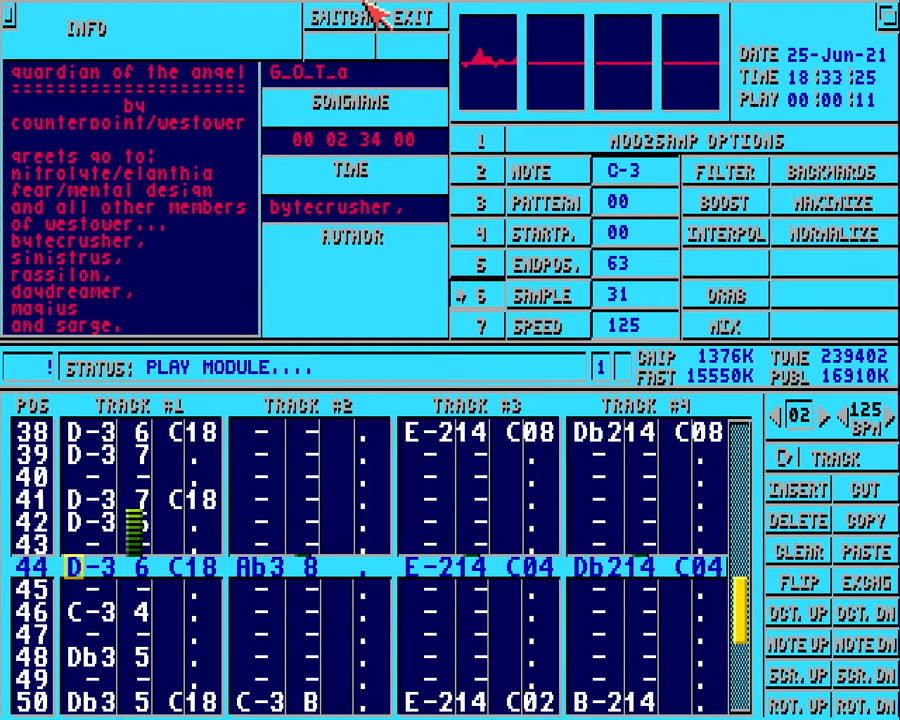 INFO
SWITCH EXIT
guardian of the angel
======================
by
counterpoint/westower
greets go to:
nitrolyte/elanthia
fear/mental design
and all other members
of westower...
bytecrusher,
sinistrus,
rassilon,
daydreamer,
magius
and sarge.
G_O_T_a
SONGNAME
00 02 34 00
TIME
bytecrusher,
AUTHOR
DATE 25-Jun-21
TIME 18:33:25
PLAY 00:00:11
1 MOD2SAMP OPTIONS
2 NOTE C-3 FILTER BACKWARDS
3 PATTERN 00 BOOST MAXIMIZE
4 STARTP. 00 INTERPOL NORMALIZE
5 ENDPOS. 63
6 SAMPLE 31 DRAB
7 SPEED 125 MIX
! STATUS: PLAY MODULE.... 1
CHIP 1376K TUNE 239402
FAST 15550K PUBL 16910K
POS TRACK #1 TRACK #2 TRACK #3 TRACK #4
38 D-3 6 C18 - - . E-214 C08 Db214 C08
39 D-3 7 . - - . - - . - - .
40 - - . - - . - - . - - .
41 D-3 7 C18 - - . - - . - - .
42 D-3 . - - . - - . - - .
43 - . - - . - - . - - .
44 D-3 6 C18 Ab3 8 . E-214 C04 Db214 C04
45 - - . - - . - - . - - .
46 C-3 4 . - - . - - . - - .
47 - - . - - . - - . - - .
48 Db3 5 . - - . - - . - - .
49 - - . - - . - - . - - .
50 Db3 5 C18 C-3 B . E-214 C02 B-214 .
02 125 BPM
TRACK
INSERT CUT
DELETE COPY
CLEAR PASTE
FLIP EXCHG
OCT. UP OCT. DN
NOTE UP NOTE DN
SCR. UP SCR. DN
ROT. UP ROT. DN